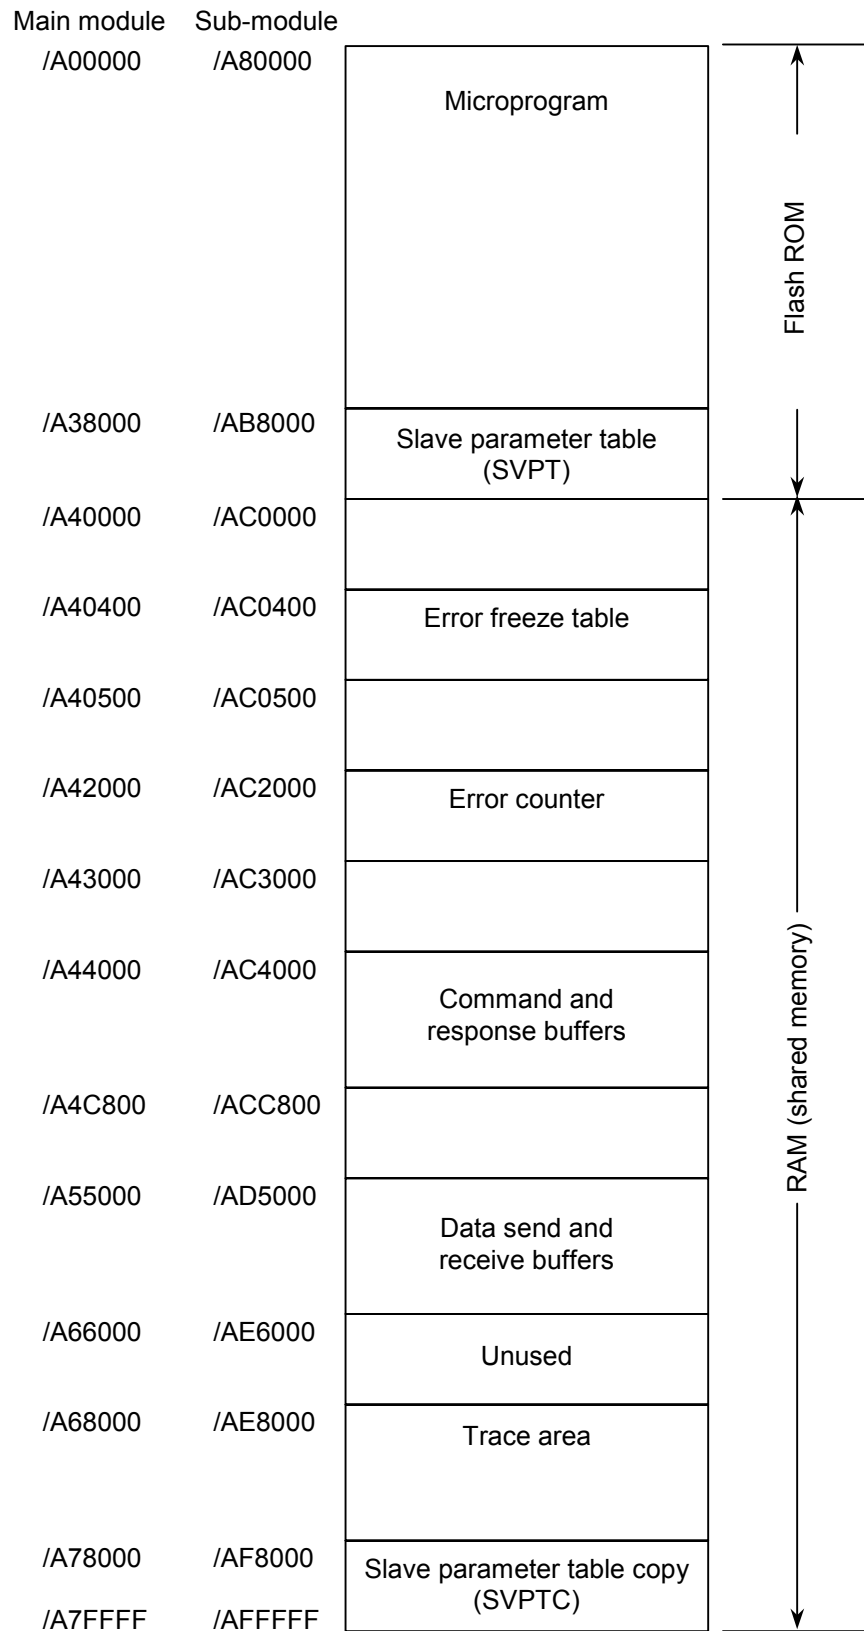 Main module Sub-module
/A00000 /A80000
Microprogram
Flash ROM
/A38000 /AB8000
Slave parameter table
(SVPT)
/A40000 /AC0000
/A40400 /AC0400
Error freeze table
/A40500 /AC0500
/A42000 /AC2000
Error counter
/A43000 /AC3000
/A44000 /AC4000
Command and
response buffers
RAM (shared memory)
/A4C800 /ACC800
/A55000 /AD5000
Data send and
receive buffers
/A66000 /AE6000
Unused
/A68000 /AE8000
Trace area
/A78000 /AF8000
Slave parameter table copy
(SVPTC)
/A7FFFF /AFFFFF